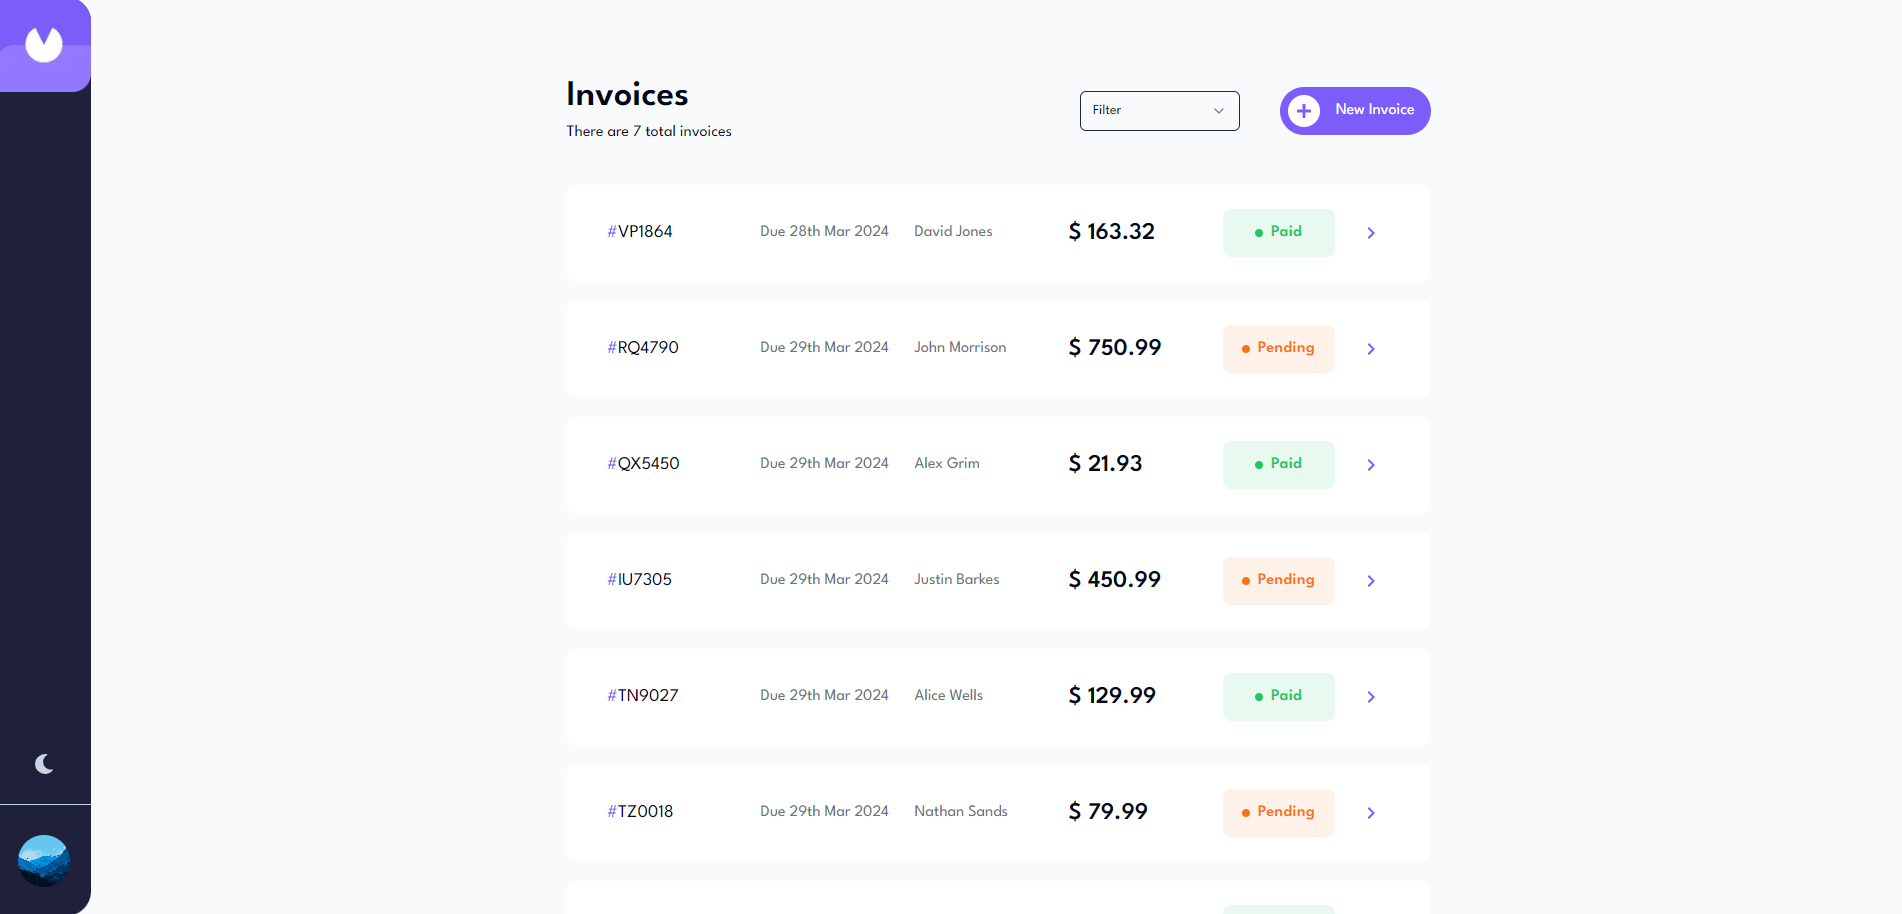 Invoices
There are 7 total invoices
Filter
New Invoice
#VP1864 Due 28th Mar 2024 David Jones $ 163.32 Paid
#RQ4790 Due 29th Mar 2024 John Morrison $ 750.99 Pending
#QX5450 Due 29th Mar 2024 Alex Grim $ 21.93 Paid
#IU7305 Due 29th Mar 2024 Justin Barkes $ 450.99 Pending
#TN9027 Due 29th Mar 2024 Alice Wells $ 129.99 Paid
#TZ0018 Due 29th Mar 2024 Nathan Sands $ 79.99 Pending